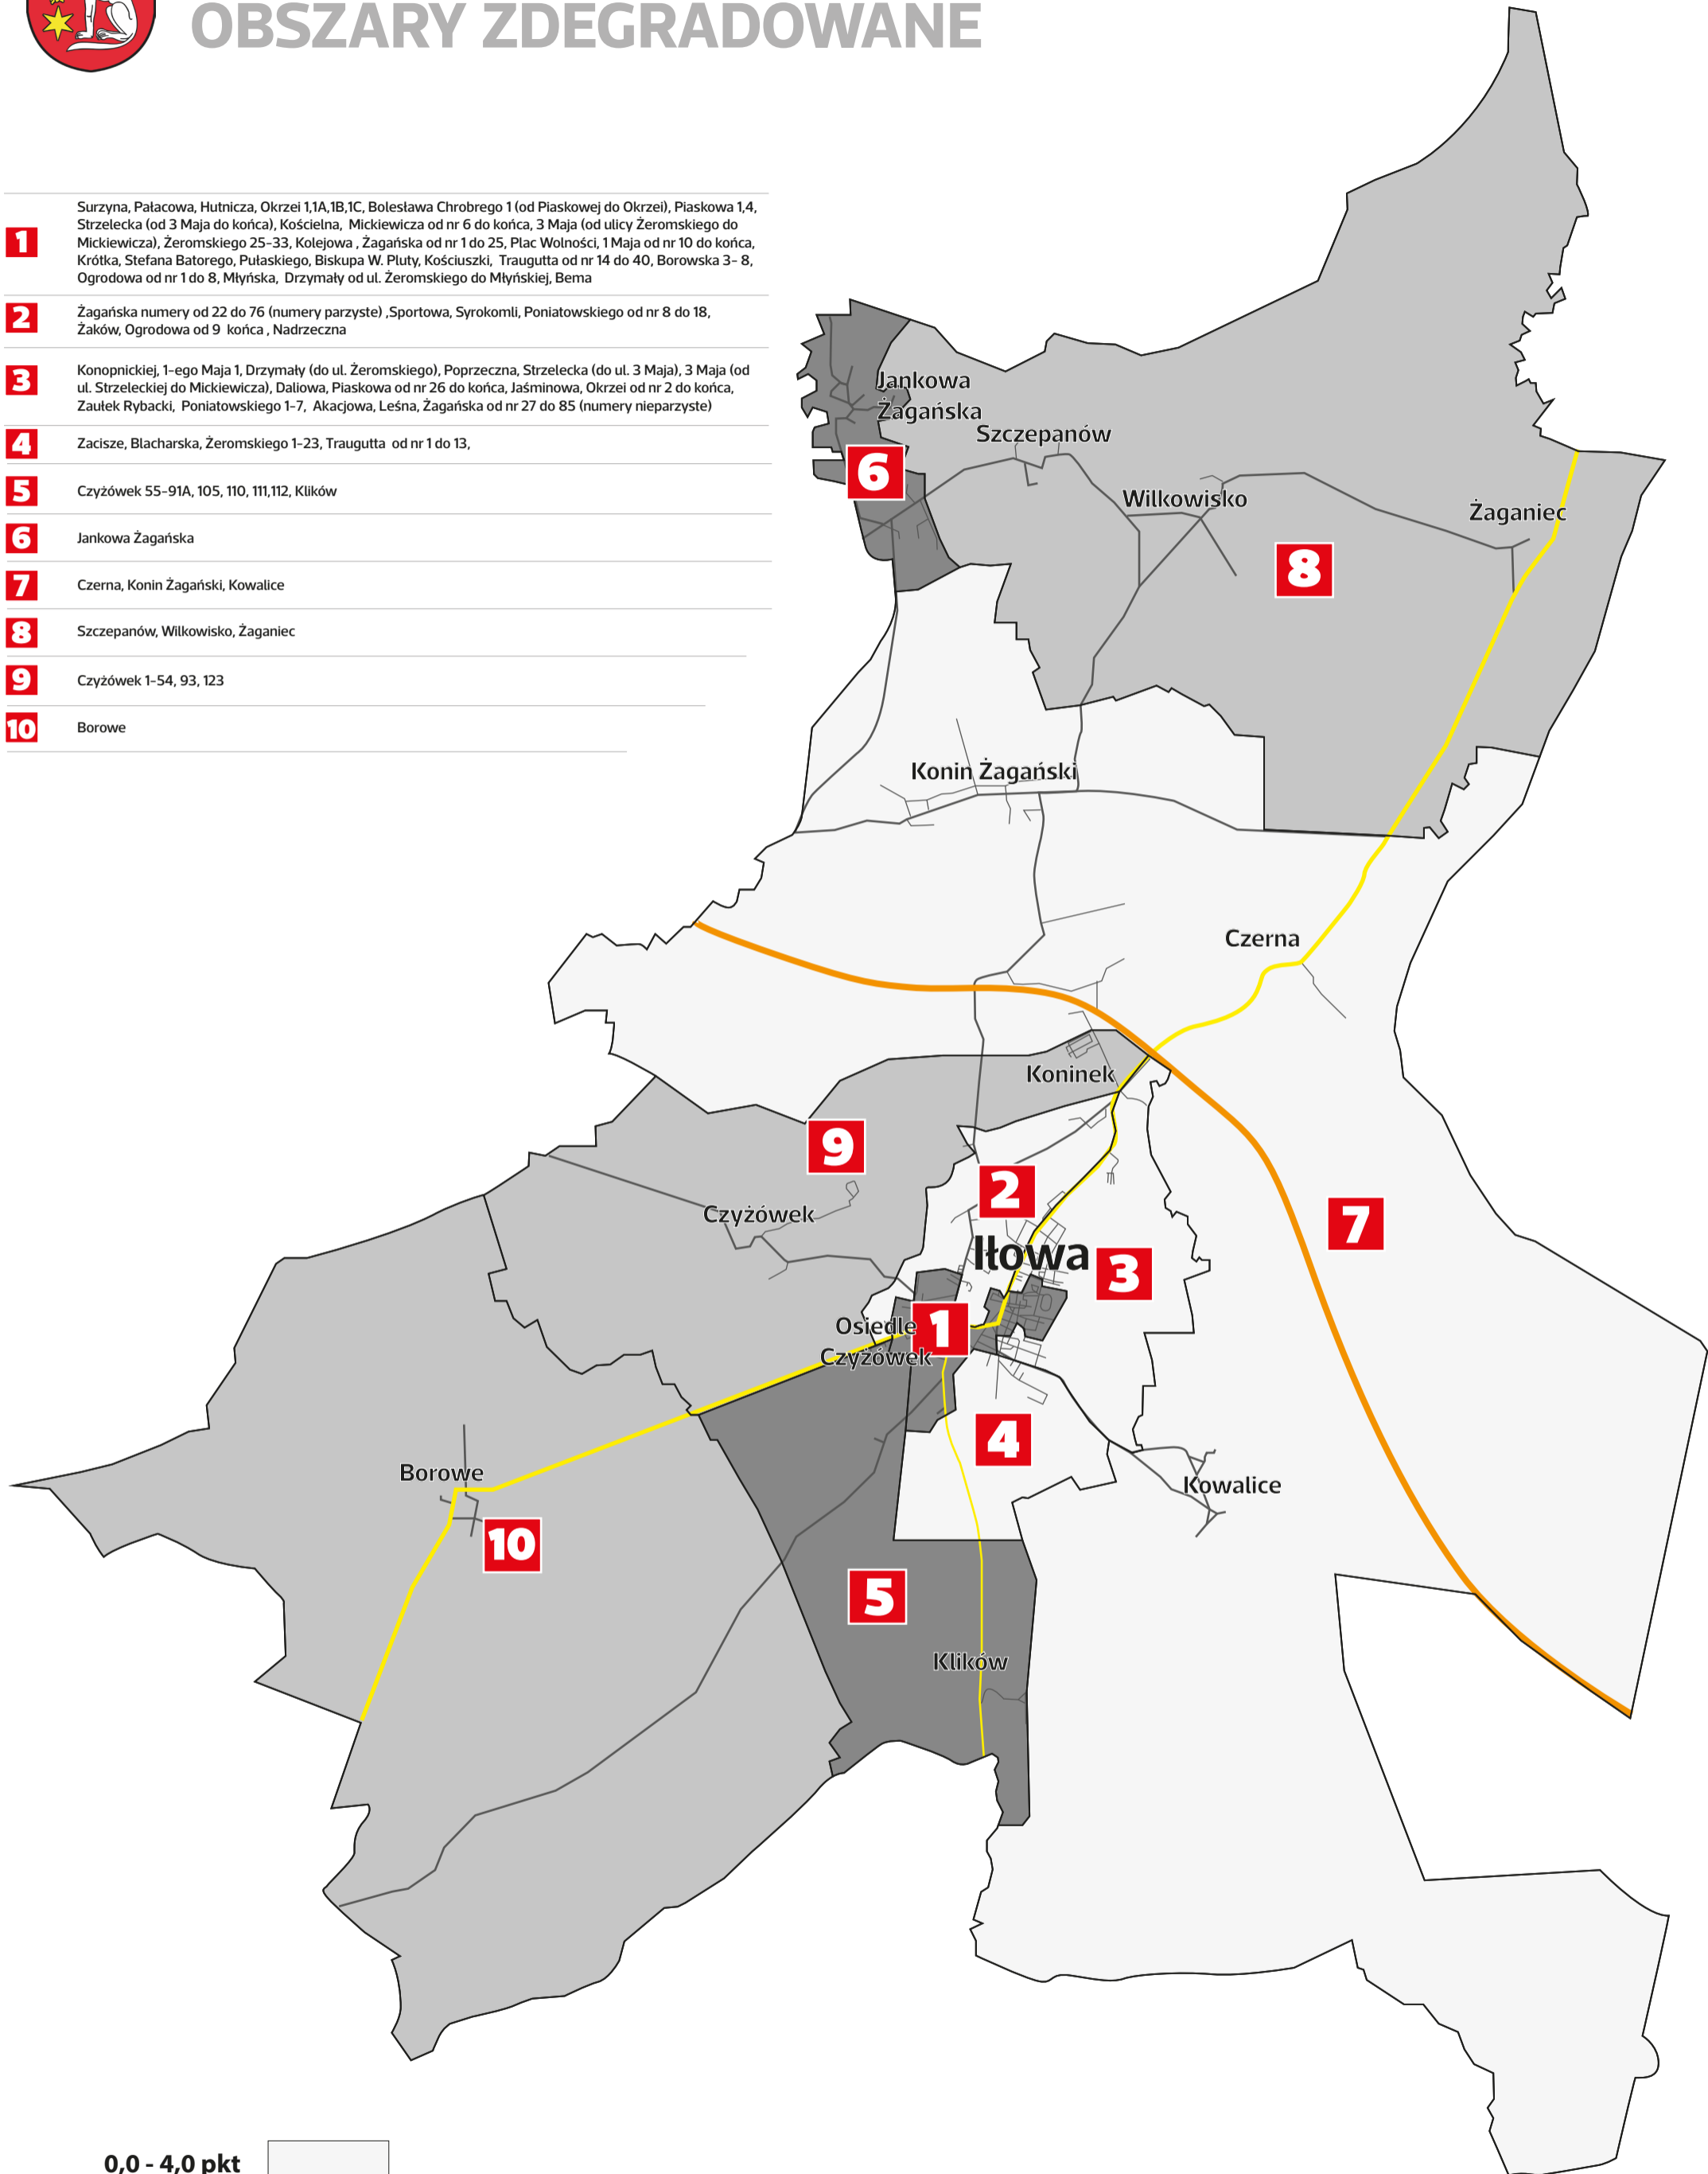 OBSZARY ZDEGRADOWANE
1
Surzyna, Pałacowa, Hutnicza, Okrzei 1,1A,1B,1C, Bolesława Chrobrego 1 (od Piaskowej do Okrzei), Piaskowa 1,4,
Strzelecka (od 3 Maja do końca), Kościelna, Mickiewicza od nr 6 do końca, 3 Maja (od ulicy Żeromskiego do
Mickiewicza), Żeromskiego 25-33, Kolejowa , Żagańska od nr 1 do 25, Plac Wolności, 1 Maja od nr 10 do końca,
Krótka, Stefana Batorego, Pułaskiego, Biskupa W. Pluty, Kościuszki, Traugutta od nr 14 do 40, Borowska 3- 8,
Ogrodowa od nr 1 do 8, Młyńska, Drzymały od ul. Żeromskiego do Młyńskiej, Bema
2
Żagańska numery od 22 do 76 (numery parzyste) ,Sportowa, Syrokomli, Poniatowskiego od nr 8 do 18,
Żaków, Ogrodowa od 9 końca , Nadrzeczna
3
Konopnickiej, 1-ego Maja 1, Drzymały (do ul. Żeromskiego), Poprzeczna, Strzelecka (do ul. 3 Maja), 3 Maja (od
ul. Strzeleckiej do Mickiewicza), Daliowa, Piaskowa od nr 26 do końca, Jaśminowa, Okrzei od nr 2 do końca,
Zaułek Rybacki, Poniatowskiego 1-7, Akacjowa, Leśna, Żagańska od nr 27 do 85 (numery nieparzyste)
4
Zacisze, Blacharska, Żeromskiego 1-23, Traugutta od nr 1 do 13,
5
Czyżówek 55-91A, 105, 110, 111,112, Klików
6
Jankowa Żagańska
7
Czerna, Konin Żagański, Kowalice
8
Szczepanów, Wilkowisko, Żaganiec
9
Czyżówek 1-54, 93, 123
10
Borowe
Jankowa
Żagańska
Szczepanów
6
Wilkowisko
Żaganiec
8
Konin Żagański
Czerna
Koninek
9
2
Czyżówek
7
Iłowa
3
Osiedle
1
Czyżówek
4
Borowe
Kowalice
10
5
Klików
0,0 - 4,0 pkt